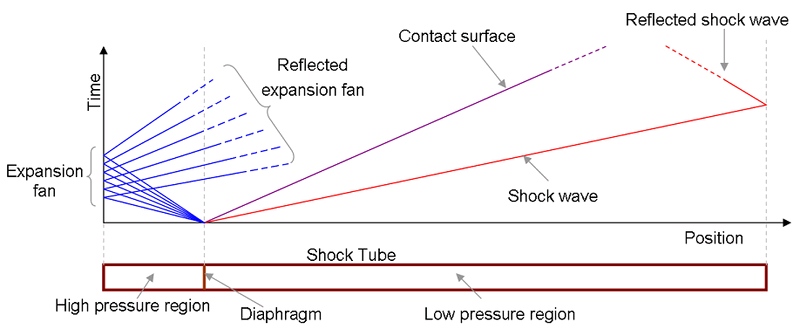 Reflected shock wave
Contact surface
Reflected
expansion fan
Time
Expansion
fan
Shock wave
Position
Shock Tube
High pressure region
Diaphragm
Low pressure region